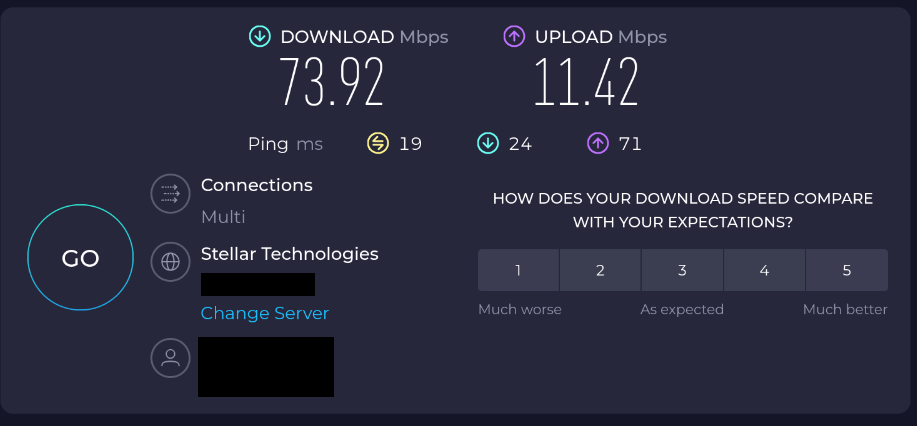 DOWNLOAD Mbps
73.92
UPLOAD Mbps
11.42
Ping ms 19 24 71
GO
Connections
Multi
Stellar Technologies
Change Server
HOW DOES YOUR DOWNLOAD SPEED COMPARE
WITH YOUR EXPECTATIONS?
1 2 3 4 5
Much worse As expected Much better